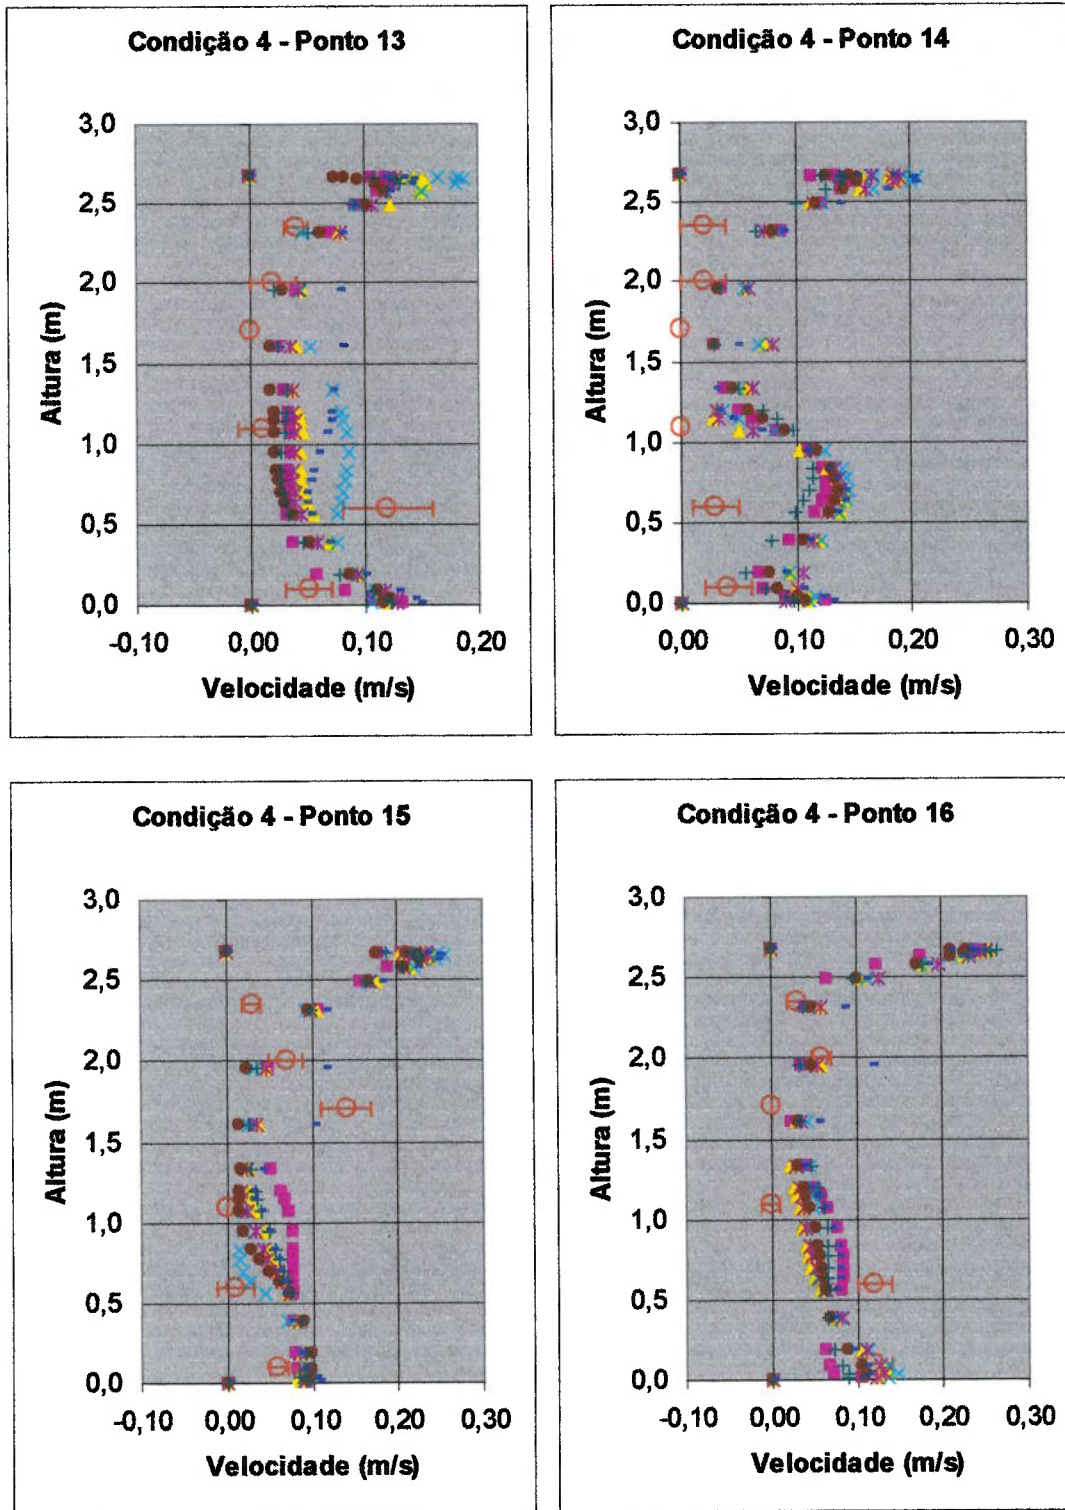 Condição 4 - Ponto 13
3,0
2,5
2,0
1,5
1,0
0,5
0,0
Altura (m)
-0,10 0,00 0,10 0,20
Velocidade (m/s)
Condição 4 - Ponto 14
3,0
2,5
2,0
1,5
1,0
0,5
0,0
Altura (m)
0,00 0,10 0,20 0,30
Velocidade (m/s)
Condição 4 - Ponto 15
3,0
2,5
2,0
1,5
1,0
0,5
0,0
Altura (m)
-0,10 0,00 0,10 0,20 0,30
Velocidade (m/s)
Condição 4 - Ponto 16
3,0
2,5
2,0
1,5
1,0
0,5
0,0
Altura (m)
-0,10 0,00 0,10 0,20 0,30
Velocidade (m/s)